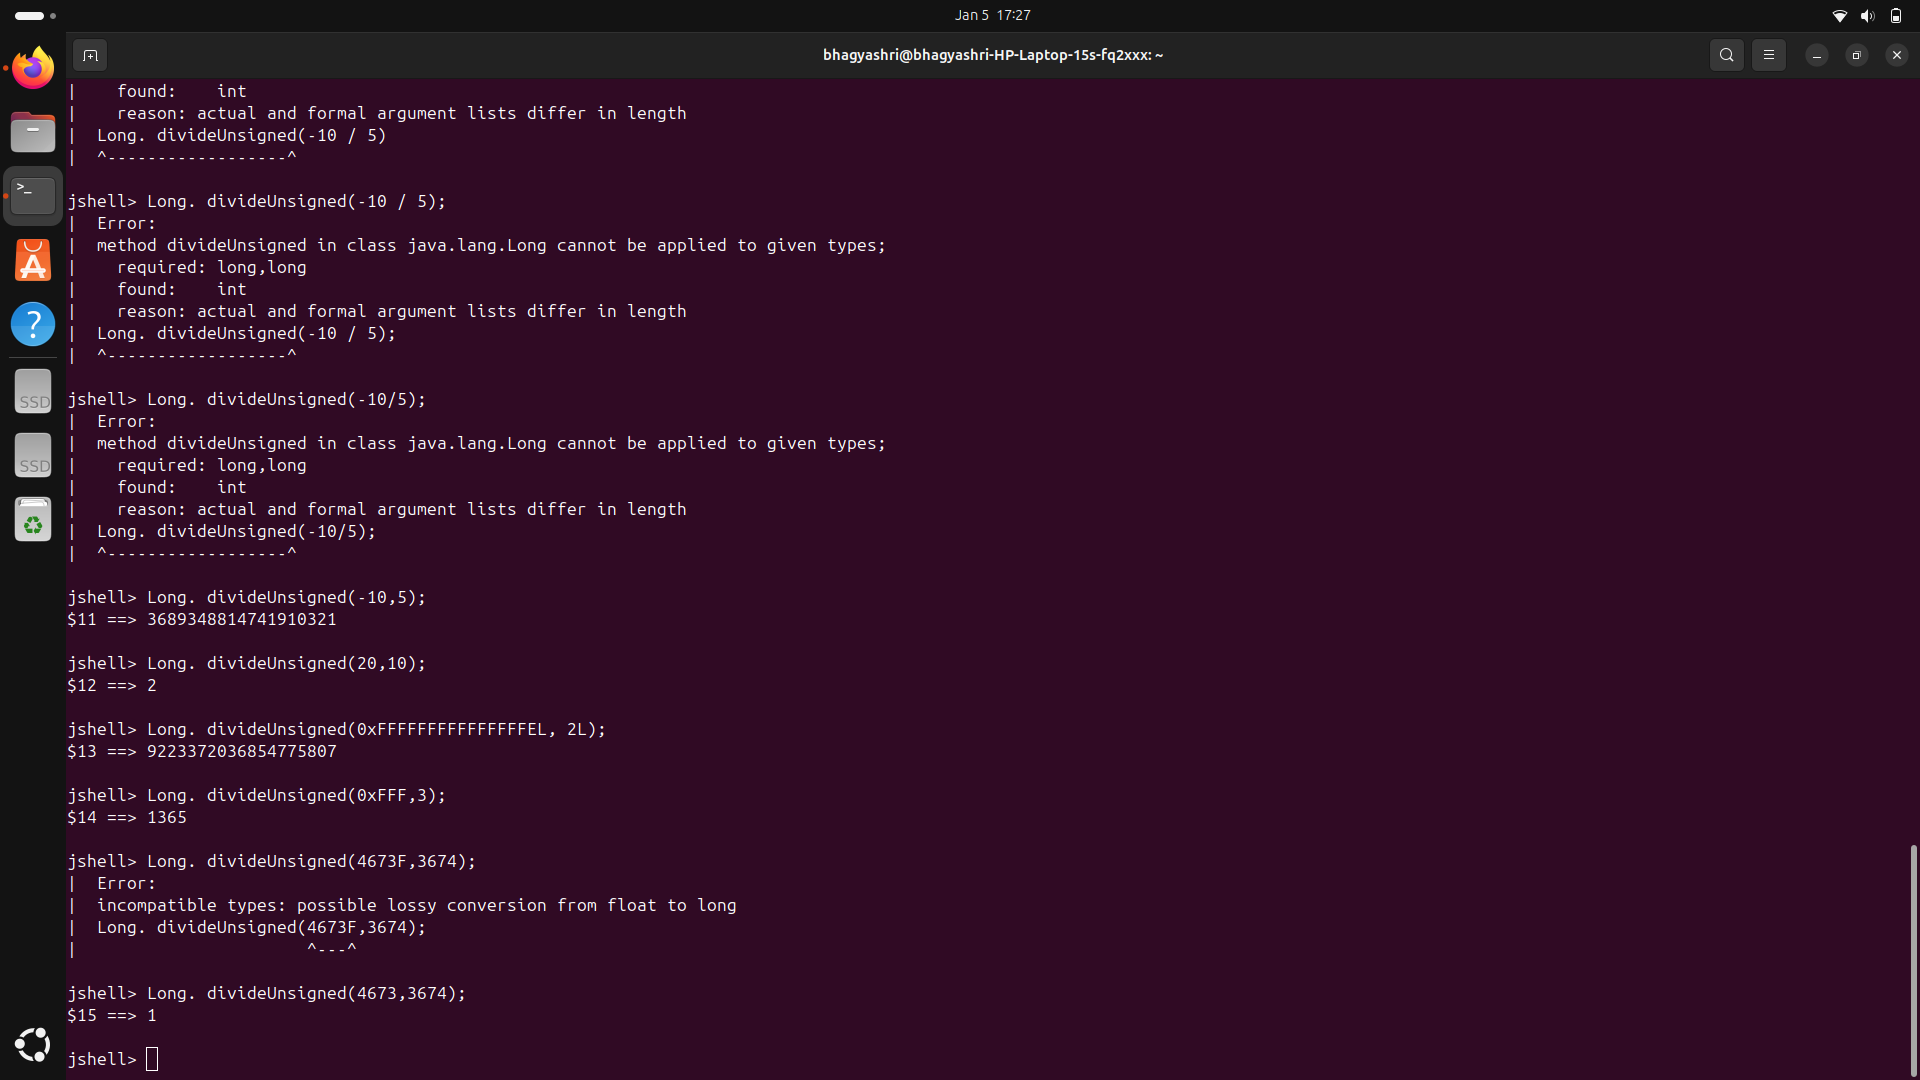 Jan 5 17:27
bhagyashri@bhagyashri-HP-Laptop-15s-fq2xxx: ~
|    found:    int
|    reason: actual and formal argument lists differ in length
|  Long. divideUnsigned(-10 / 5)
|  ^------------------^
jshell> Long. divideUnsigned(-10 / 5);
|  Error:
|  method divideUnsigned in class java.lang.Long cannot be applied to given types;
|    required: long,long
|    found:    int
|    reason: actual and formal argument lists differ in length
|  Long. divideUnsigned(-10 / 5);
|  ^------------------^
jshell> Long. divideUnsigned(-10/5);
|  Error:
|  method divideUnsigned in class java.lang.Long cannot be applied to given types;
|    required: long,long
|    found:    int
|    reason: actual and formal argument lists differ in length
|  Long. divideUnsigned(-10/5);
|  ^------------------^
jshell> Long. divideUnsigned(-10,5);
$11 ==> 3689348814741910321
jshell> Long. divideUnsigned(20,10);
$12 ==> 2
jshell> Long. divideUnsigned(0xFFFFFFFFFFFFFFFEL, 2L);
$13 ==> 9223372036854775807
jshell> Long. divideUnsigned(0xFFF,3);
$14 ==> 1365
jshell> Long. divideUnsigned(4673F,3674);
|  Error:
|  incompatible types: possible lossy conversion from float to long
|  Long. divideUnsigned(4673F,3674);
|                       ^---^
jshell> Long. divideUnsigned(4673,3674);
$15 ==> 1
jshell>
>_
?
SSD
SSD